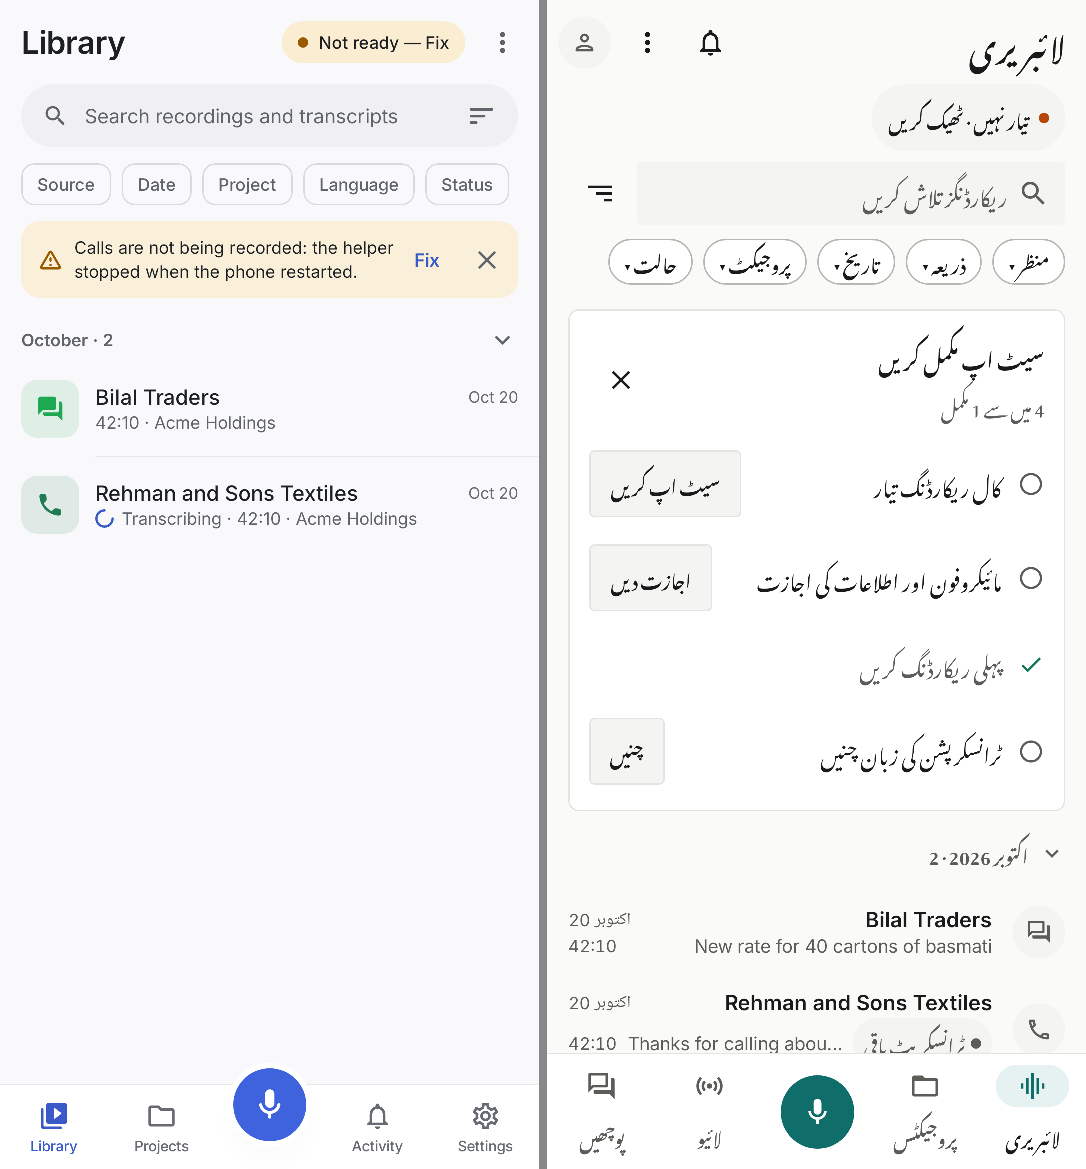 Library
Not ready — Fix
Search recordings and transcripts
Source
Date
Project
Language
Status
Calls are not being recorded: the helper
stopped when the phone restarted.
Fix
October · 2
Bilal Traders
Oct 20
42:10 · Acme Holdings
Rehman and Sons Textiles
Oct 20
Transcribing · 42:10 · Acme Holdings
Library
Projects
Activity
Settings
لائبریری
تیار نہیں · ٹھیک کریں
ریکارڈنگز تلاش کریں
منظر
ذریعہ
تاریخ
پروجیکٹ
حالت
سیٹ اپ مکمل کریں
4 میں سے 1 مکمل
کال ریکارڈنگ تیار
سیٹ اپ کریں
مائیکروفون اور اطلاعات کی اجازت
اجازت دیں
پہلی ریکارڈنگ کریں
ٹرانسکرپشن کی زبان چنیں
چنیں
اکتوبر 2026 · 2
Bilal Traders
20 اکتوبر
New rate for 40 cartons of basmati
42:10
Rehman and Sons Textiles
20 اکتوبر
ٹرانسکرپٹ باقی
Thanks for calling abou...
42:10
لائبریری
پروجیکٹس
لائیو
پوچھیں